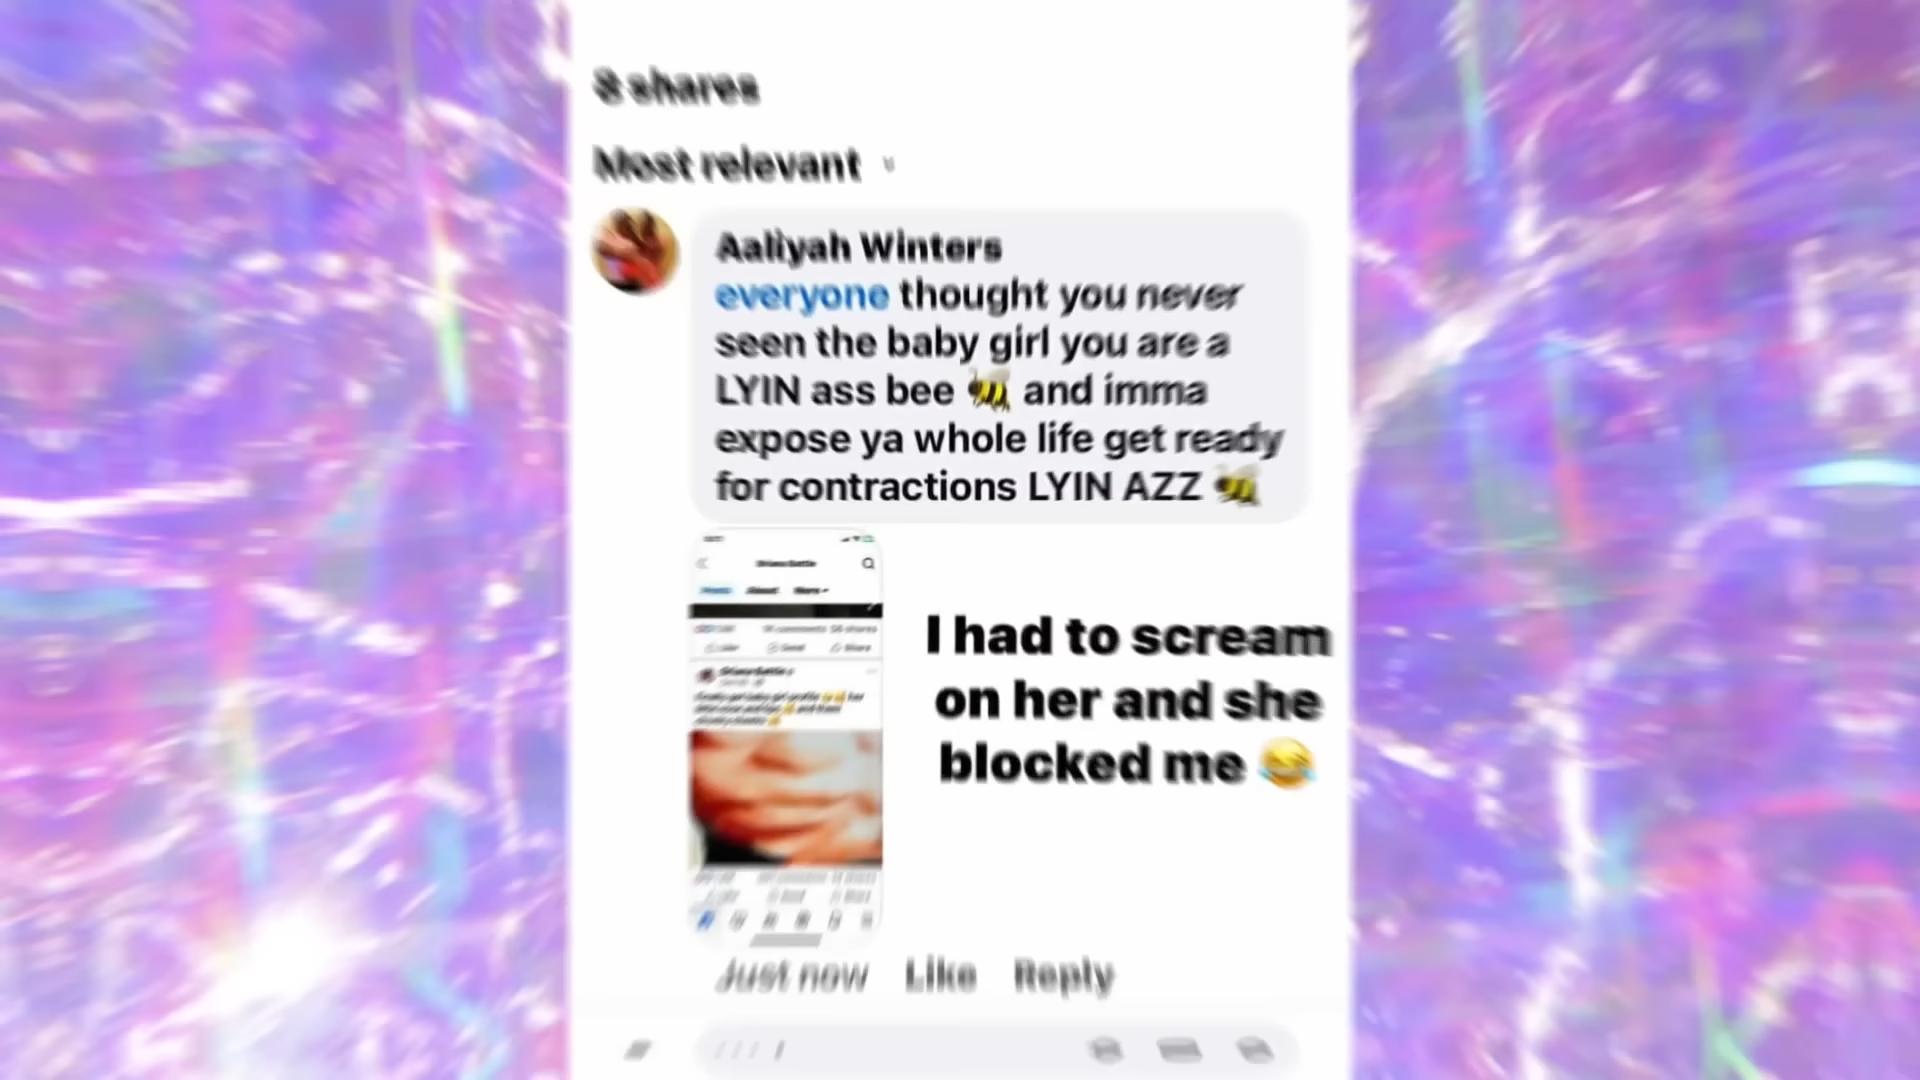 8 shares
Most relevant
Aaliyah Winters
everyone thought you never
seen the baby girl you are a
LYIN ass bee 🐝 and imma
expose ya whole life get ready
for contractions LYIN AZZ 🐝
I had to scream
on her and she
blocked me 😂
Just now Like Reply